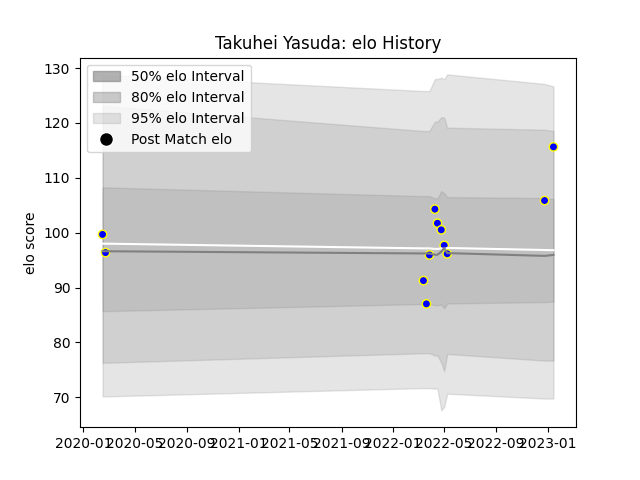 Takuhei Yasuda: elo History
130
120
110
100
90
80
70
elo score
50% elo Interval
80% elo Interval
95% elo Interval
Post Match elo
2020-01 2020-05 2020-09 2021-01 2021-05 2021-09 2022-01 2022-05 2022-09 2023-01